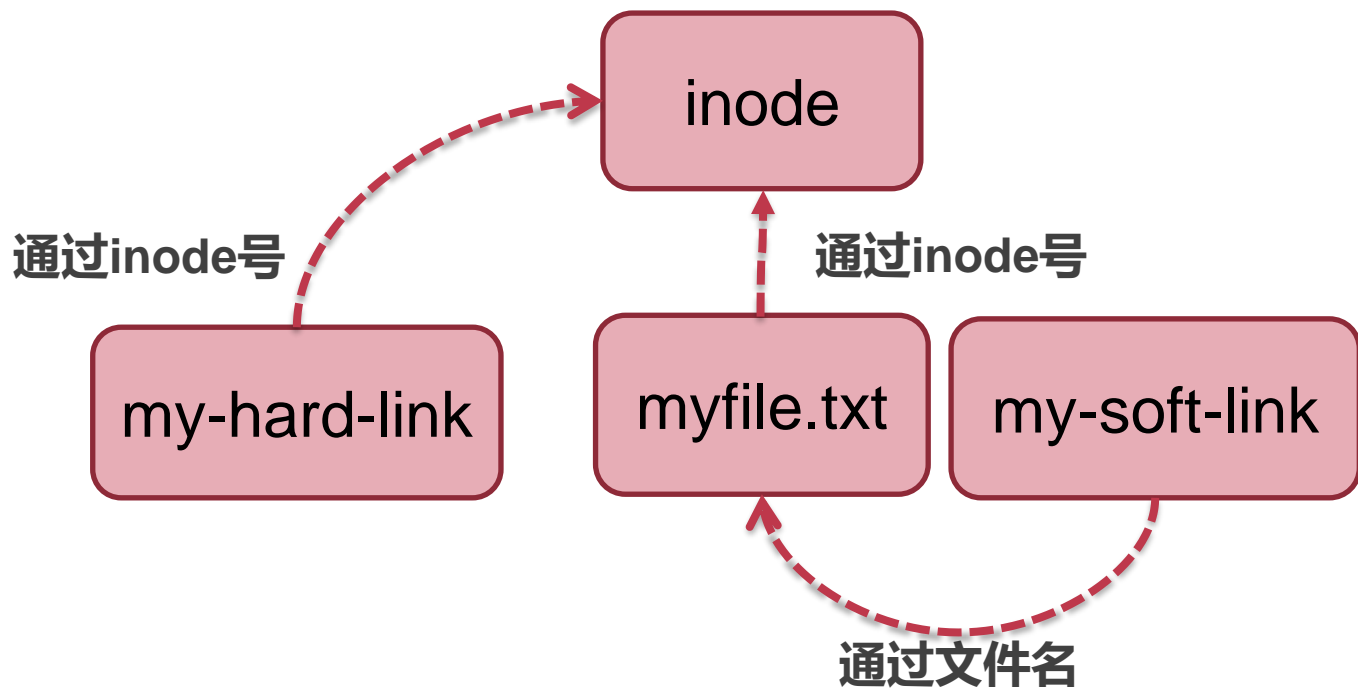 inode
通过inode号
通过inode号
my-hard-link
myfile.txt
my-soft-link
通过文件名